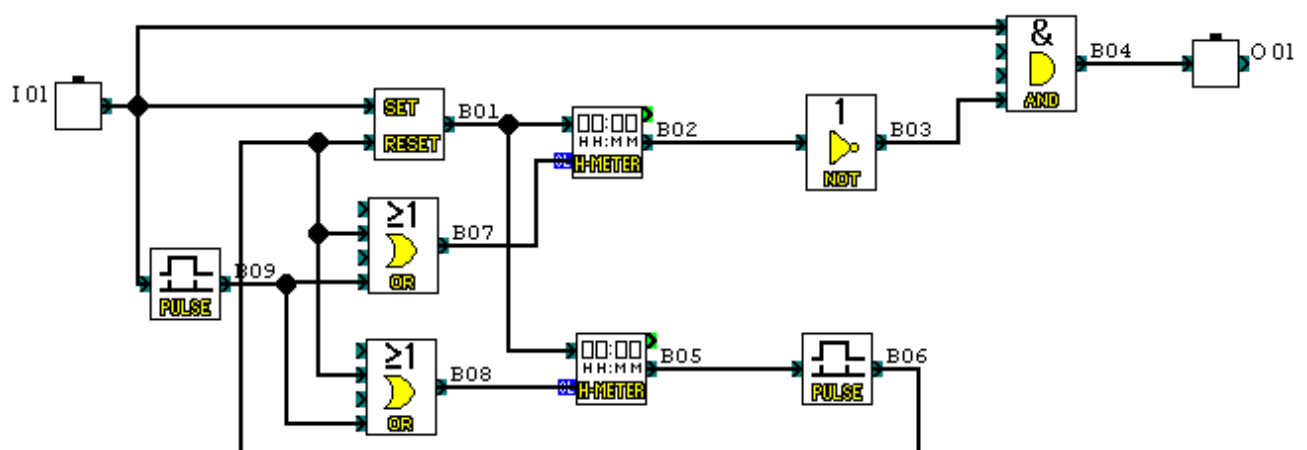 &
AND
B04
O 01
I 01
SET
RESET
B01
00:00
HH:MM
H-METER
B02
1
NOT
B03
≥1
OR
B07
PULSE
B09
≥1
OR
B08
00:00
HH:MM
H-METER
B05
PULSE
B06